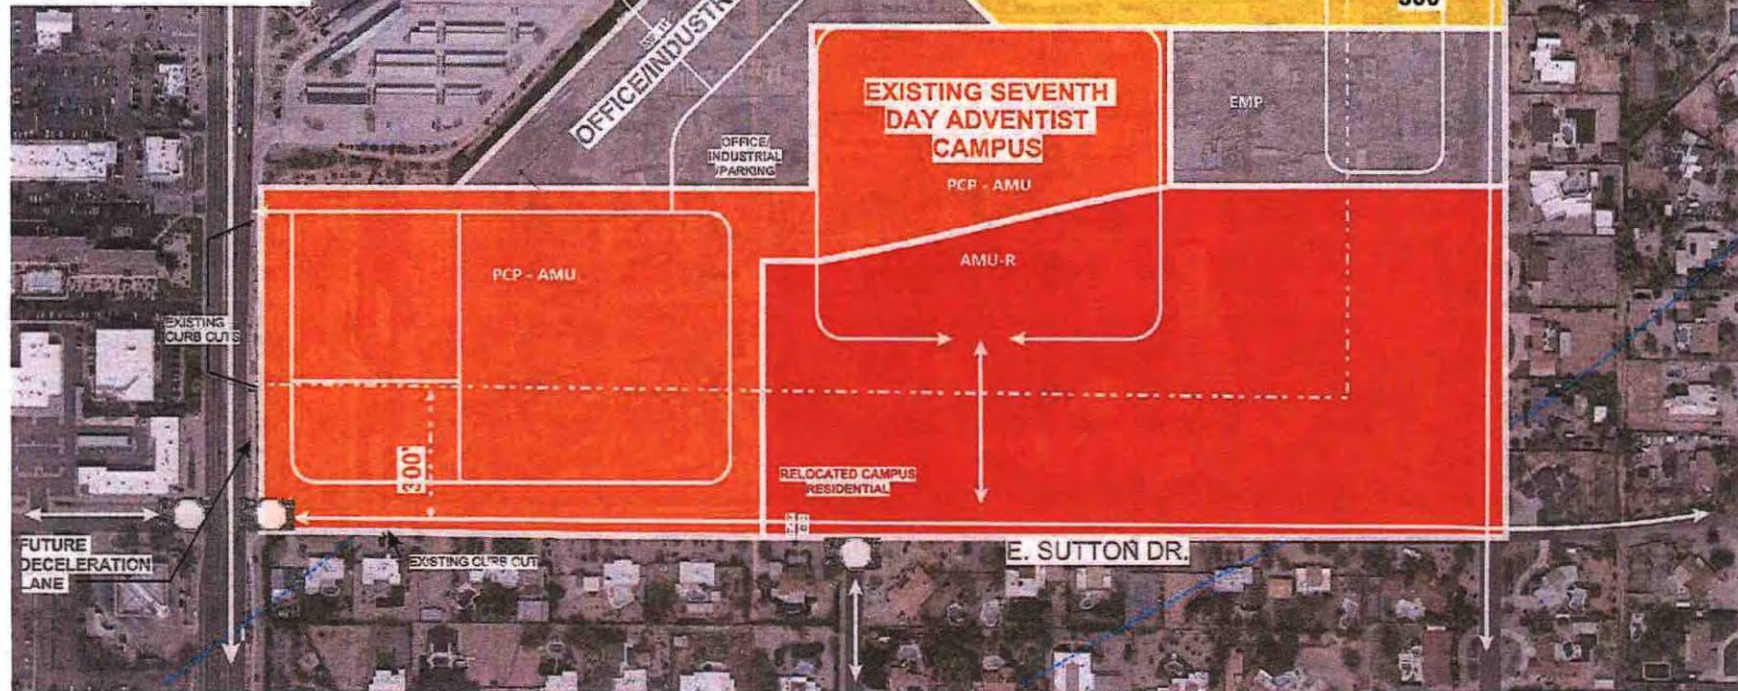 OFFICE/INDUSTR
EXISTING SEVENTH
DAY ADVENTIST
CAMPUS
EMP
OFFICE/
INDUSTRIAL
/PARKING
PCP - AMU
AMU-R
PCP - AMU
EXISTING
CURB CUTS
300'
RELOCATED CAMPUS
RESIDENTIAL
FUTURE
DECELERATION
LANE
EXISTING CURB CUT
E. SUTTON DR.